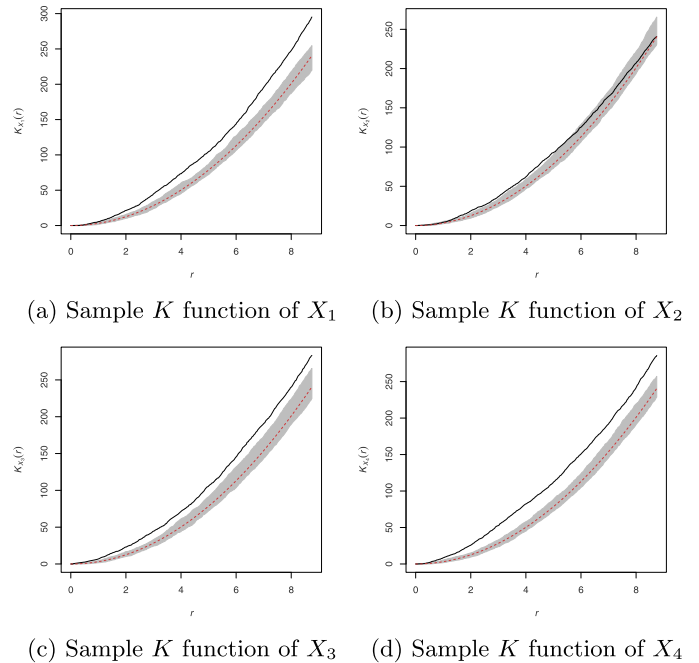 300
250
200
150
100
50
0
K_{X_1}(r)
0 2 4 6 8
r
(a) Sample K function of X_1
250
200
150
100
50
0
K_{X_2}(r)
0 2 4 6 8
r
(b) Sample K function of X_2
250
200
150
100
50
0
K_{X_3}(r)
0 2 4 6 8
r
(c) Sample K function of X_3
250
200
150
100
50
0
K_{X_4}(r)
0 2 4 6 8
r
(d) Sample K function of X_4